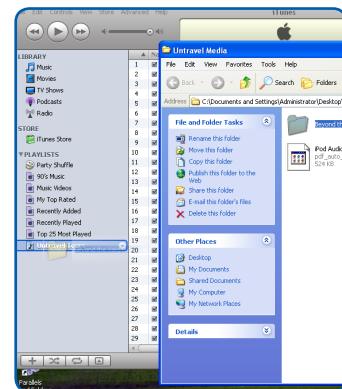 Edit Controls View Store Advanced Help
iTunes
LIBRARY
Music
Movies
TV Shows
Podcasts
Radio
STORE
iTunes Store
PLAYLISTS
Party Shuffle
90's Music
Music Videos
My Top Rated
Recently Added
Recently Played
Top 25 Most Played
1
2
3
4
5
6
7
8
9
10
11
12
13
14
15
16
17
18
19
20
21
22
23
24
25
26
27
28
29
Untravel Media
File Edit View Favorites Tools Help
Back Search Folders
Address C:\Documents and Settings\Administrator\Desktop\
File and Folder Tasks
Rename this folder
Move this folder
Copy this folder
Publish this folder to the
Web
Share this folder
E-mail this folder's files
Delete this folder
Other Places
Desktop
My Documents
Shared Documents
My Computer
My Network Places
Details
Beyond th
iPod Audio
pdf_auto_
524 KB
Parallels